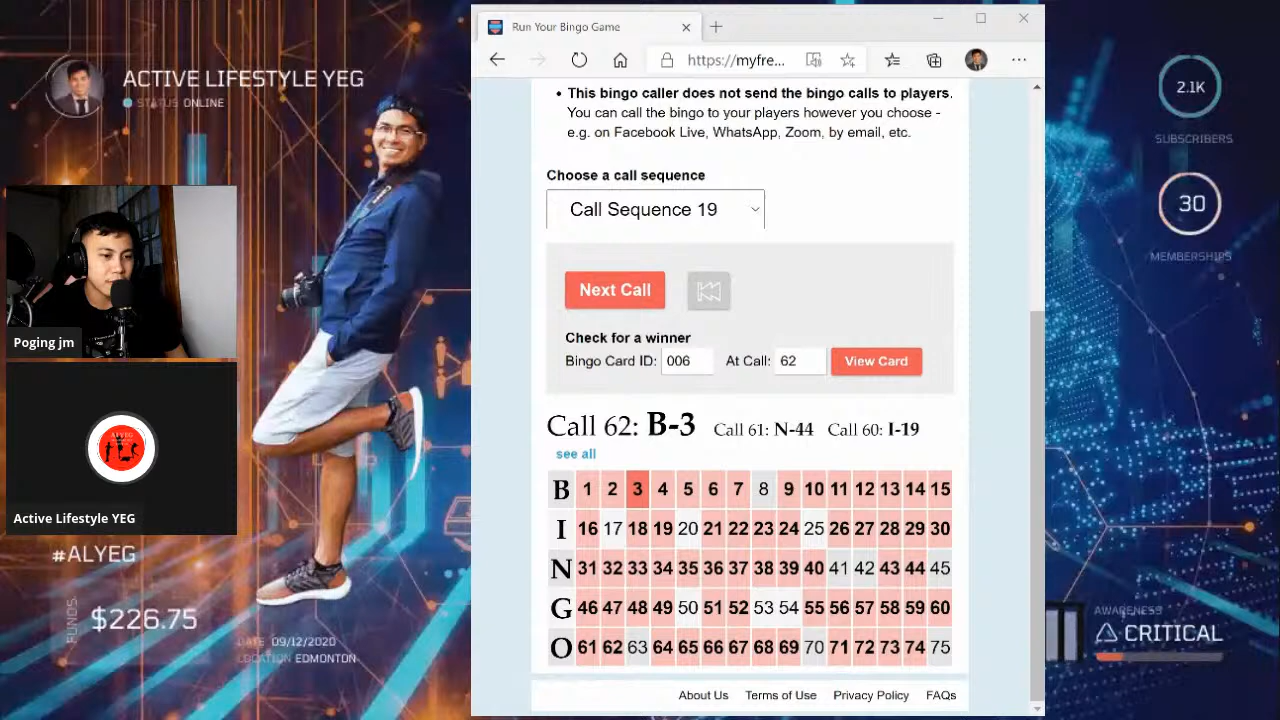 ACTIVE LIFESTYLE YEG
STATUS ONLINE
Poging jm
Active Lifestyle YEG
#ALYEG
FUNDS
$226.75
DATE 09/12/2020
LOCATION EDMONTON
Run Your Bingo Game
https://myfre...
• This bingo caller does not send the bingo calls to players.
You can call the bingo to your players however you choose -
e.g. on Facebook Live, WhatsApp, Zoom, by email, etc.
Choose a call sequence
Call Sequence 19
Next Call
Check for a winner
Bingo Card ID: 006 At Call: 62 View Card
Call 62: B-3 Call 61: N-44 Call 60: I-19
see all
B 1 2 3 4 5 6 7 8 9 10 11 12 13 14 15
I 16 17 18 19 20 21 22 23 24 25 26 27 28 29 30
N 31 32 33 34 35 36 37 38 39 40 41 42 43 44 45
G 46 47 48 49 50 51 52 53 54 55 56 57 58 59 60
O 61 62 63 64 65 66 67 68 69 70 71 72 73 74 75
About Us Terms of Use Privacy Policy FAQs
2.1K
SUBSCRIBERS
30
MEMBERSHIPS
AWARENESS
CRITICAL